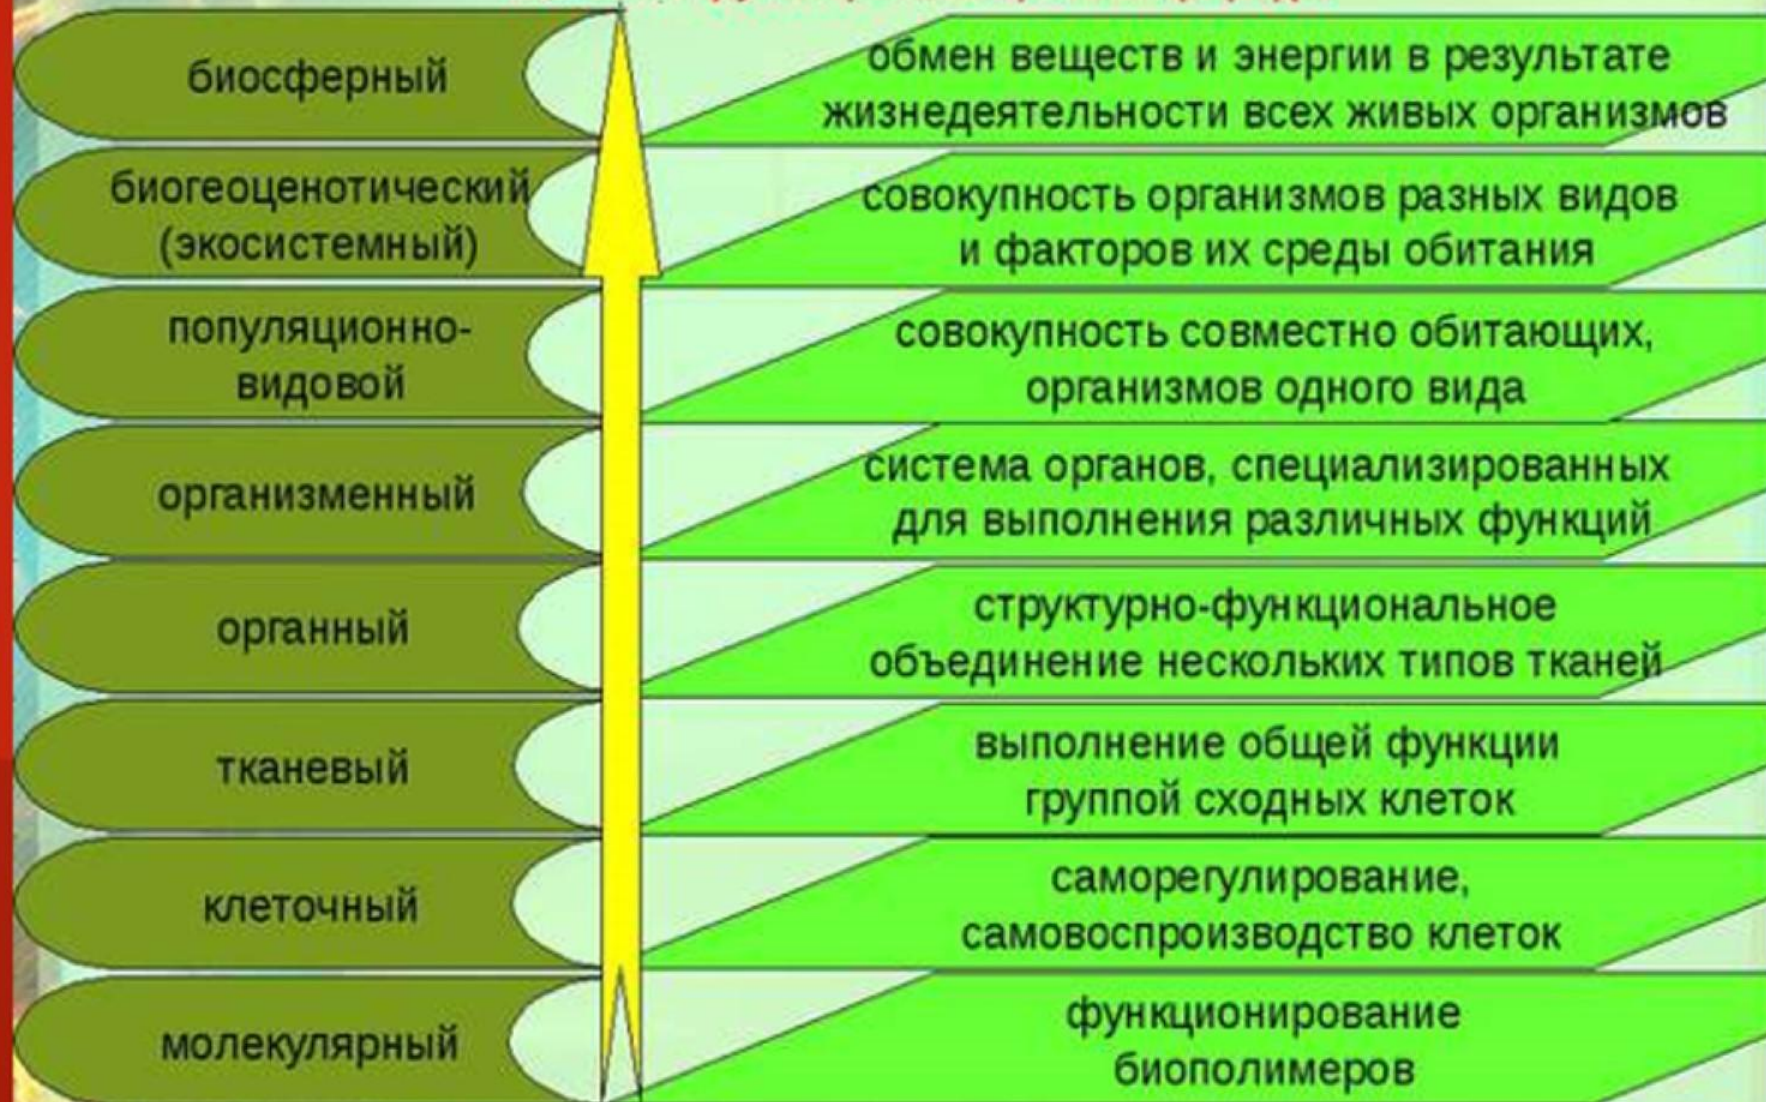 биосферный
обмен веществ и энергии в результате
жизнедеятельности всех живых организмов
биогеоценотический
(экосистемный)
совокупность организмов разных видов
и факторов их среды обитания
популяционно-
видовой
совокупность совместно обитающих,
организмов одного вида
организменный
система органов, специализированных
для выполнения различных функций
органный
структурно-функциональное
объединение нескольких типов тканей
тканевый
выполнение общей функции
группой сходных клеток
клеточный
саморегулирование,
самовоспроизводство клеток
молекулярный
функционирование
биополимеров